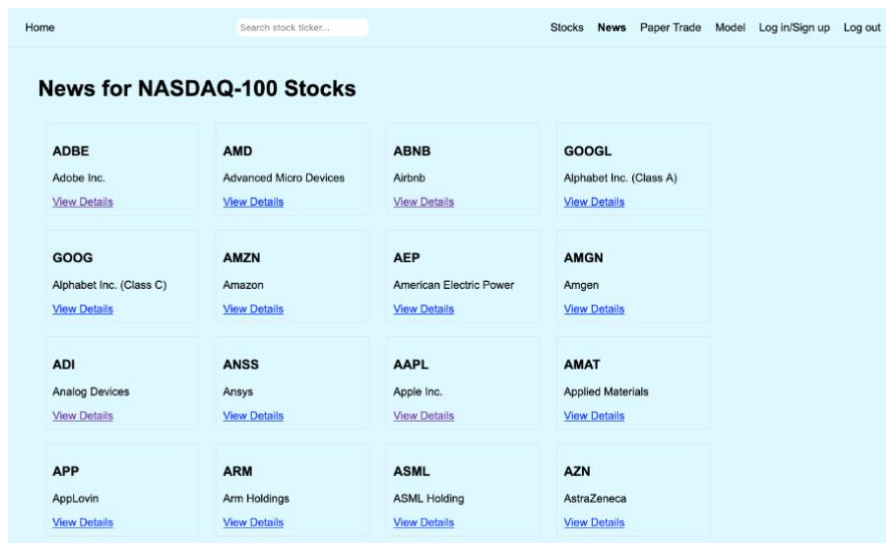 Home
Search stock ticker...
Stocks News Paper Trade Model Log in/Sign up Log out
News for NASDAQ-100 Stocks
ADBE
Adobe Inc.
View Details
AMD
Advanced Micro Devices
View Details
ABNB
Airbnb
View Details
GOOGL
Alphabet Inc. (Class A)
View Details
GOOG
Alphabet Inc. (Class C)
View Details
AMZN
Amazon
View Details
AEP
American Electric Power
View Details
AMGN
Amgen
View Details
ADI
Analog Devices
View Details
ANSS
Ansys
View Details
AAPL
Apple Inc.
View Details
AMAT
Applied Materials
View Details
APP
AppLovin
View Details
ARM
Arm Holdings
View Details
ASML
ASML Holding
View Details
AZN
AstraZeneca
View Details